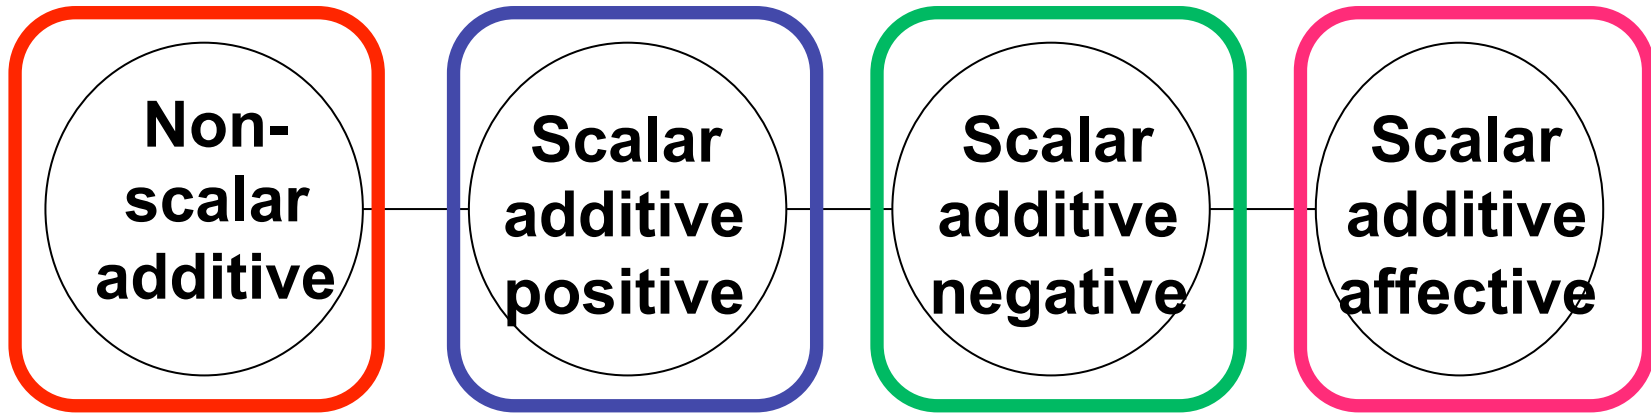 Non-
scalar
additive
Scalar
additive
positive
Scalar
additive
negative
Scalar
additive
affective